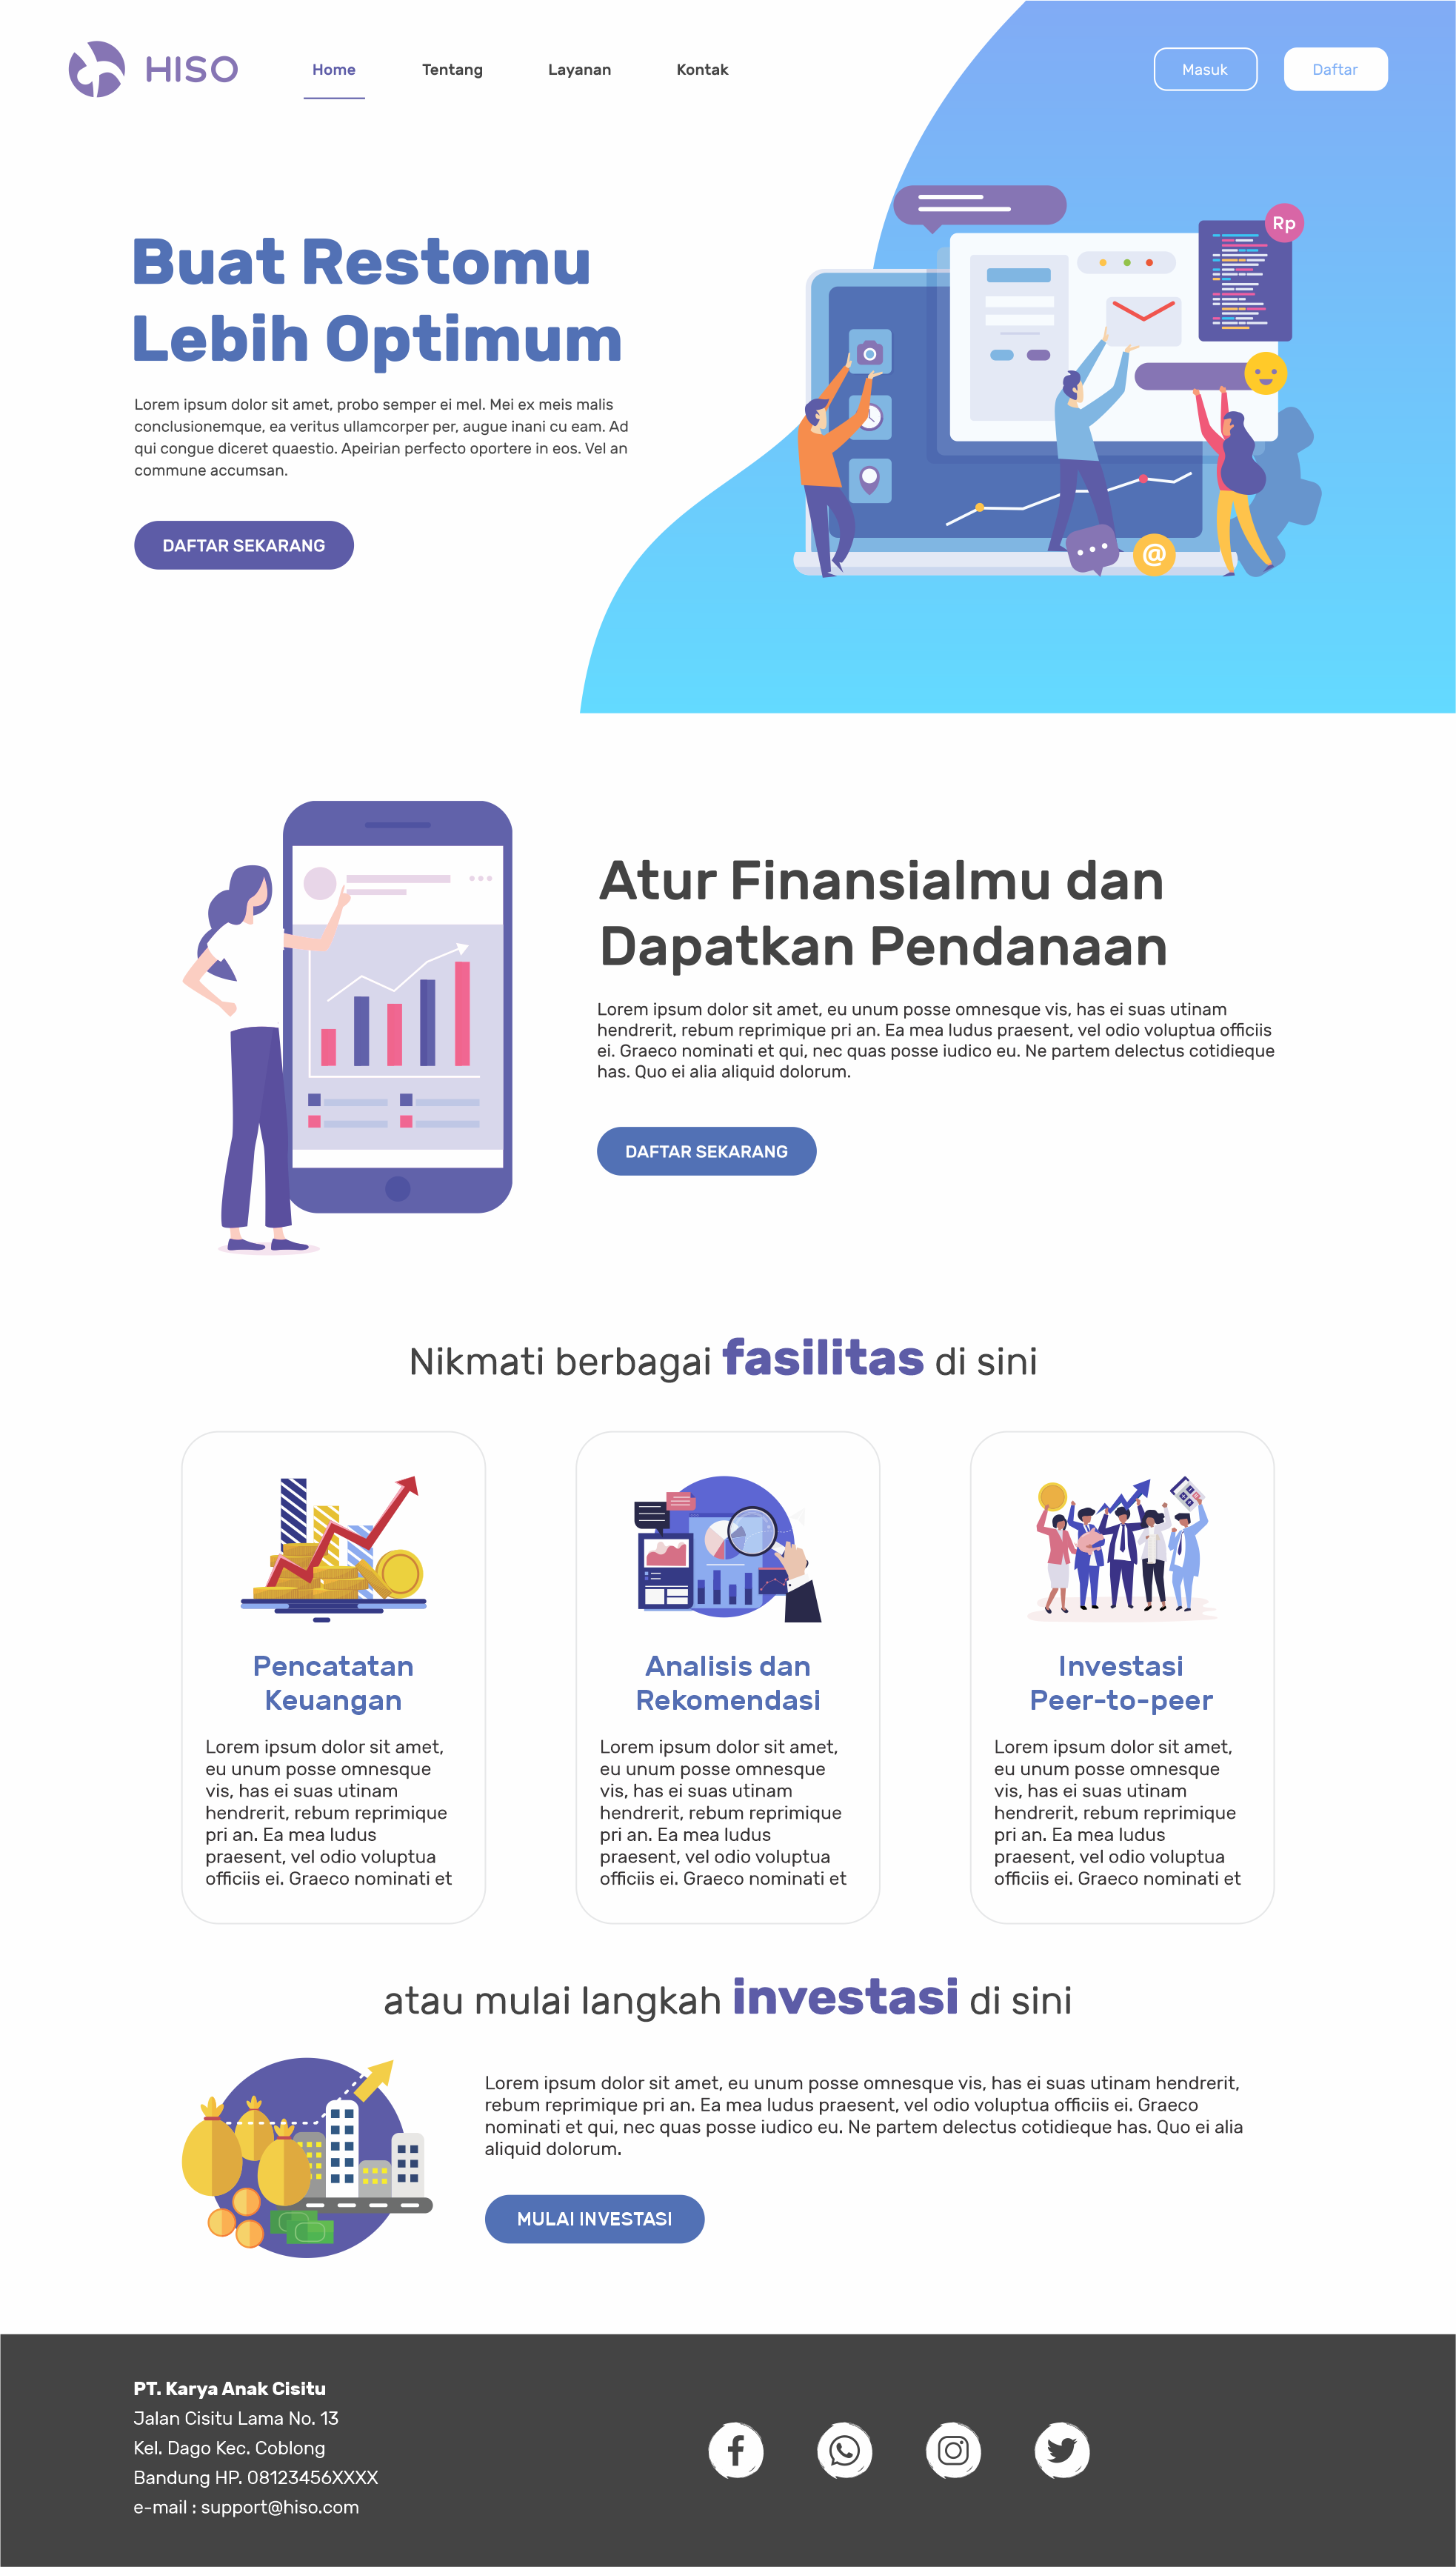 HISO
Home
Tentang
Layanan
Kontak
Masuk
Daftar
Rp
Buat Restomu
Lebih Optimum
Lorem ipsum dolor sit amet, probo semper ei mel. Mei ex meis malis
conclusionemque, ea veritus ullamcorper per, augue inani cu eam. Ad
qui congue diceret quaestio. Apeirian perfecto oportere in eos. Vel an
commune accumsan.
DAFTAR SEKARANG
@
Atur Finansialmu dan
Dapatkan Pendanaan
Lorem ipsum dolor sit amet, eu unum posse omnesque vis, has ei suas utinam
hendrerit, rebum reprimique pri an. Ea mea ludus praesent, vel odio voluptua officiis
ei. Graeco nominati et qui, nec quas posse iudico eu. Ne partem delectus cotidieque
has. Quo ei alia aliquid dolorum.
DAFTAR SEKARANG
Nikmati berbagai fasilitas di sini
Pencatatan
Keuangan
Lorem ipsum dolor sit amet,
eu unum posse omnesque
vis, has ei suas utinam
hendrerit, rebum reprimique
pri an. Ea mea ludus
praesent, vel odio voluptua
officiis ei. Graeco nominati et
Analisis dan
Rekomendasi
Lorem ipsum dolor sit amet,
eu unum posse omnesque
vis, has ei suas utinam
hendrerit, rebum reprimique
pri an. Ea mea ludus
praesent, vel odio voluptua
officiis ei. Graeco nominati et
Investasi
Peer-to-peer
Lorem ipsum dolor sit amet,
eu unum posse omnesque
vis, has ei suas utinam
hendrerit, rebum reprimique
pri an. Ea mea ludus
praesent, vel odio voluptua
officiis ei. Graeco nominati et
atau mulai langkah investasi di sini
Lorem ipsum dolor sit amet, eu unum posse omnesque vis, has ei suas utinam hendrerit,
rebum reprimique pri an. Ea mea ludus praesent, vel odio voluptua officiis ei. Graeco
nominati et qui, nec quas posse iudico eu. Ne partem delectus cotidieque has. Quo ei alia
aliquid dolorum.
MULAI INVESTASI
PT. Karya Anak Cisitu
Jalan Cisitu Lama No. 13
Kel. Dago Kec. Coblong
Bandung HP. 08123456XXXX
e-mail : support@hiso.com